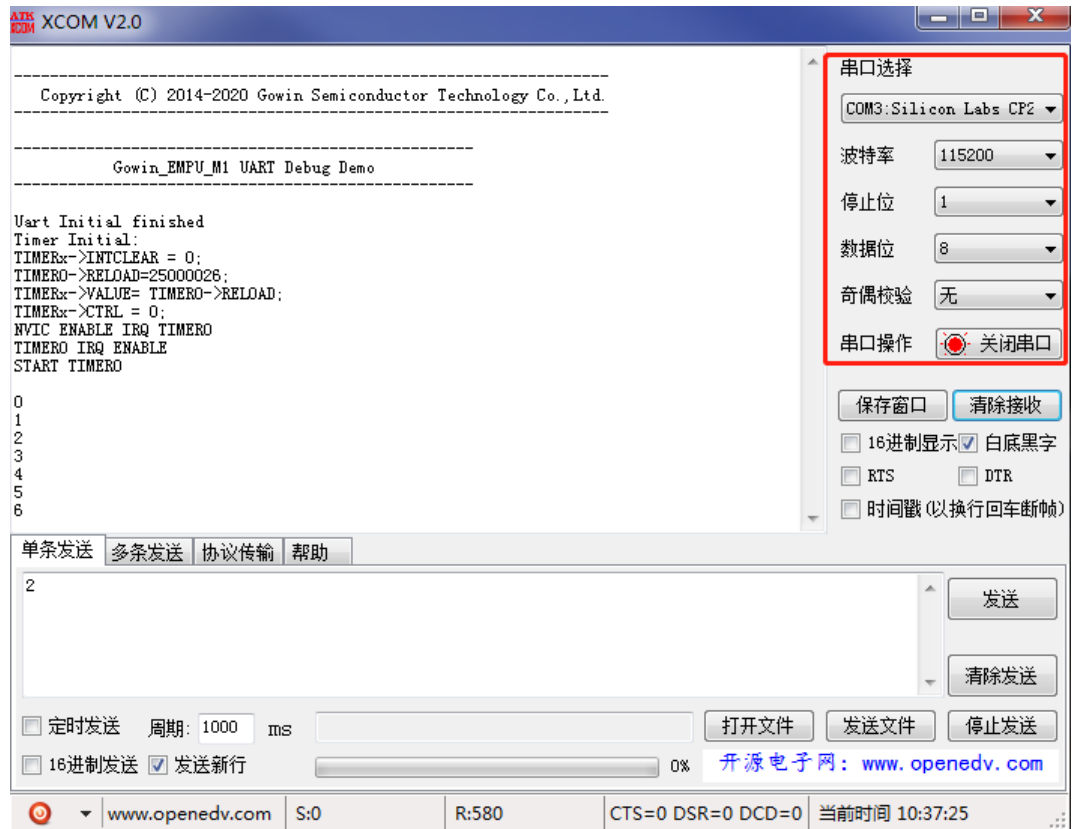 ATK XCOM XCOM V2.0
Copyright (C) 2014-2020 Gowin Semiconductor Technology Co.,Ltd.
Gowin_EMPU_M1 UART Debug Demo
Uart Initial finished
Timer Initial:
TIMERx->INTCLEAR = 0;
TIMER0->RELOAD=25000026;
TIMERx->VALUE= TIMER0->RELOAD;
TIMERx->CTRL = 0;
NVIC ENABLE IRQ TIMER0
TIMER0 IRQ ENABLE
START TIMER0
0
1
2
3
4
5
6
串口选择
COM3:Silicon Labs CP2
波特率 115200
停止位 1
数据位 8
奇偶校验 无
串口操作 关闭串口
保存窗口 清除接收
16进制显示 白底黑字
RTS DTR
时间戳(以换行回车断帧)
单条发送 多条发送 协议传输 帮助
2
发送
清除发送
定时发送 周期: 1000 ms 打开文件 发送文件 停止发送
16进制发送 发送新行 0% 开源电子网: www.openedv.com
www.openedv.com S:0 R:580 CTS=0 DSR=0 DCD=0 当前时间 10:37:25